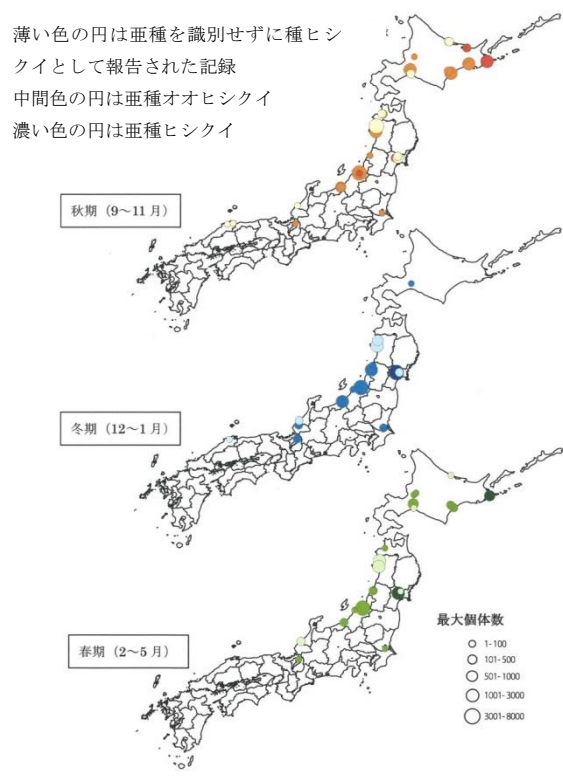 薄い色の円は亜種を識別せずに種ヒシ
クイとして報告された記録
中間色の円は亜種オオヒシクイ
濃い色の円は亜種ヒシクイ
秋期（9～11月）
冬期（12～1月）
春期（2～5月）
最大個体数
1-100
101-500
501-1000
1001-3000
3001-8000